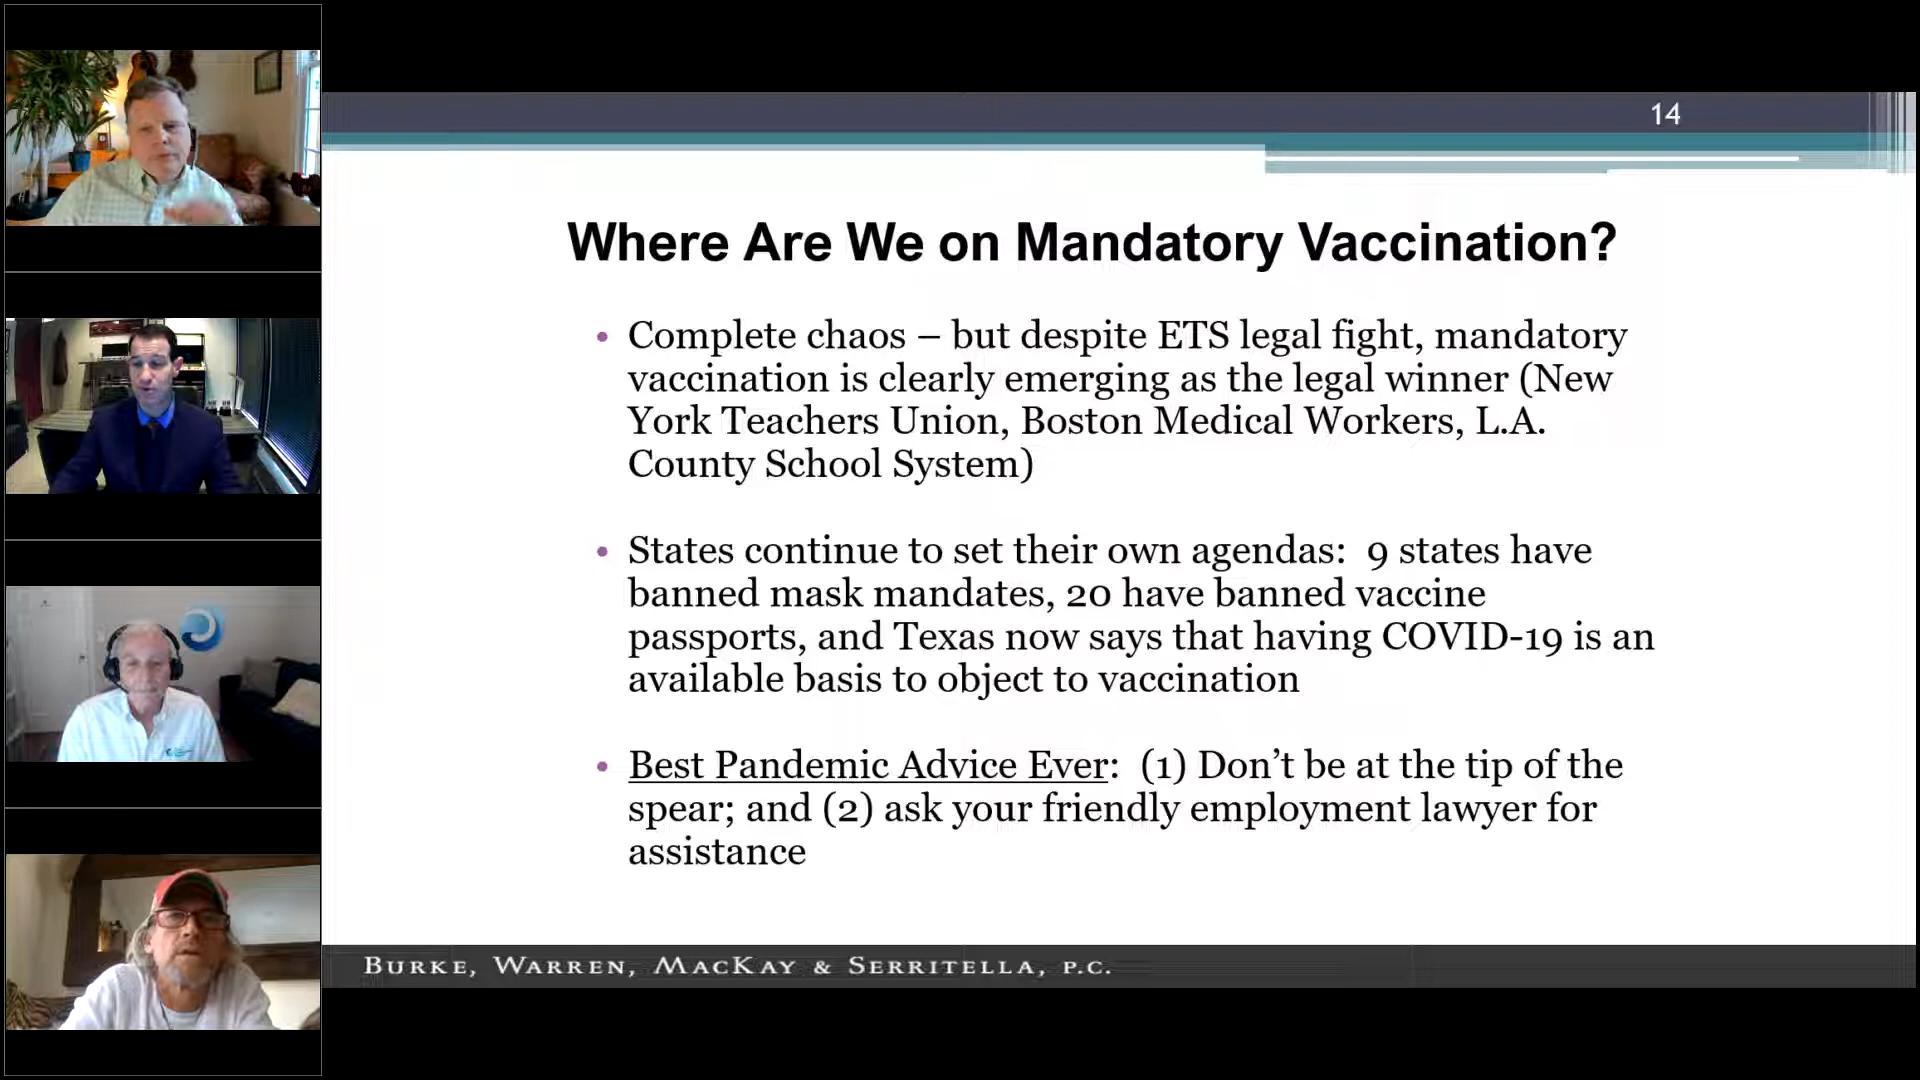 14
Where Are We on Mandatory Vaccination?
• Complete chaos – but despite ETS legal fight, mandatory
vaccination is clearly emerging as the legal winner (New
York Teachers Union, Boston Medical Workers, L.A.
County School System)
• States continue to set their own agendas:  9 states have
banned mask mandates, 20 have banned vaccine
passports, and Texas now says that having COVID-19 is an
available basis to object to vaccination
• Best Pandemic Advice Ever:  (1) Don’t be at the tip of the
spear; and (2) ask your friendly employment lawyer for
assistance
BURKE, WARREN, MACKAY & SERRITELLA, P.C.